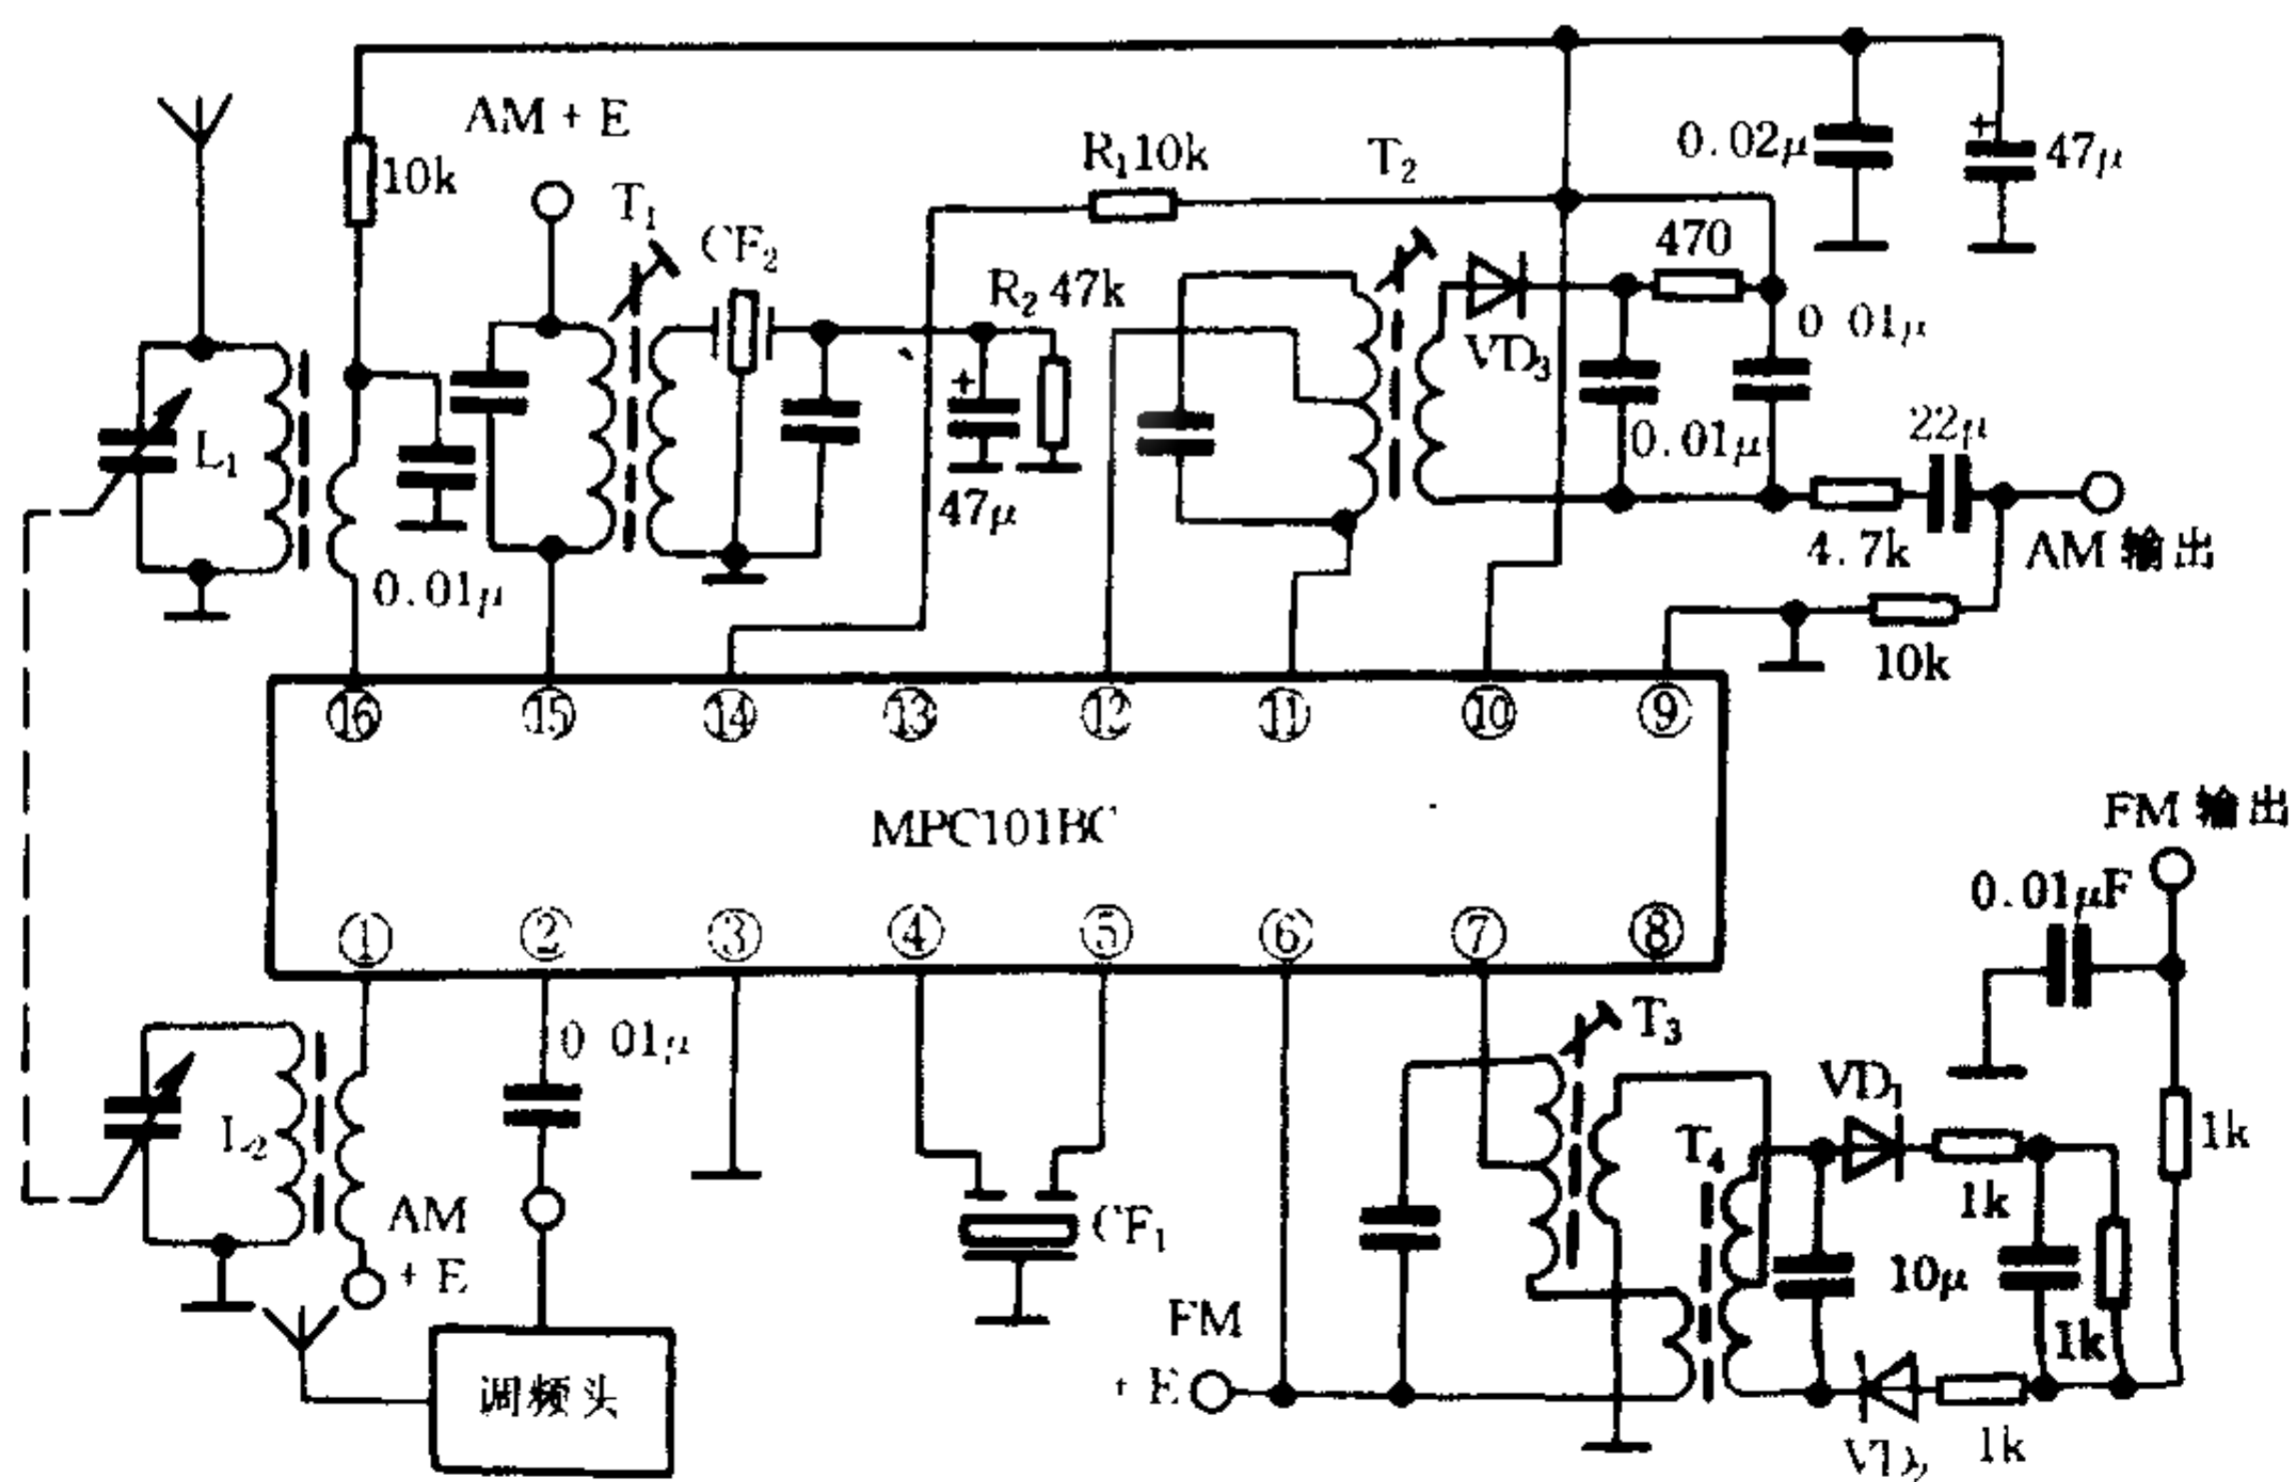 AM + E
10k
T₁
CF₂
R₁10k
T₂
0.02μ
47μ
R₂ 47k
470
VD₃
0 01μ
L₁
0.01μ
22μ
47μ
0.01μ
4.7k
AM 输出
10k
⑯ ⑮ ⑭ ⑬ ⑫ ⑪ ⑩ ⑨
MPC101BC
① ② ③ ④ ⑤ ⑥ ⑦ ⑧
FM 输出
0.01μF
0 01μ
T₃
VD₁
L₂
T₄
1k
1k
AM
+ E
CF₁
10μ
1k
FM
+ E
调频头
1k